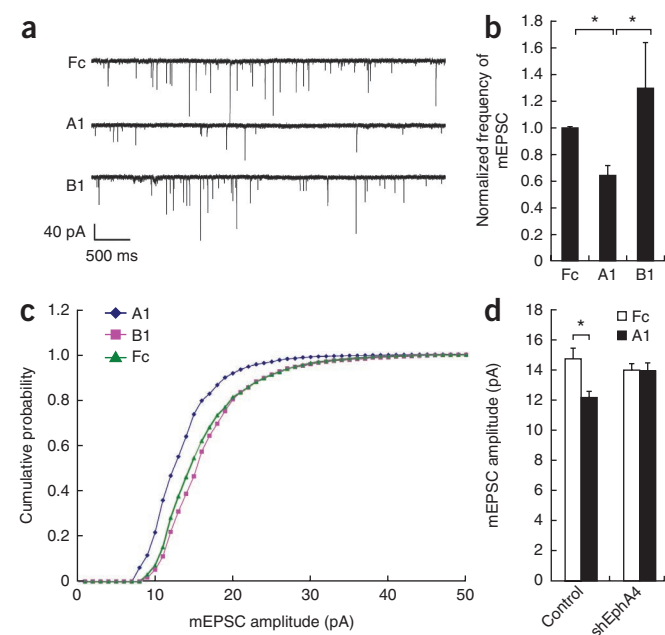 a
Fc
A1
B1
40 pA
500 ms
b
Normalized frequency of
mEPSC
1.8
1.6
1.4
1.2
1.0
0.8
0.6
0.4
0.2
0
* *
Fc A1 B1
c
Cumulative probability
1.2
1.0
0.8
0.6
0.4
0.2
0
A1
B1
Fc
0 10 20 30 40 50
mEPSC amplitude (pA)
d
mEPSC amplitude (pA)
18
16
14
12
10
8
6
4
2
0
Fc
A1
*
Control
shEphA4